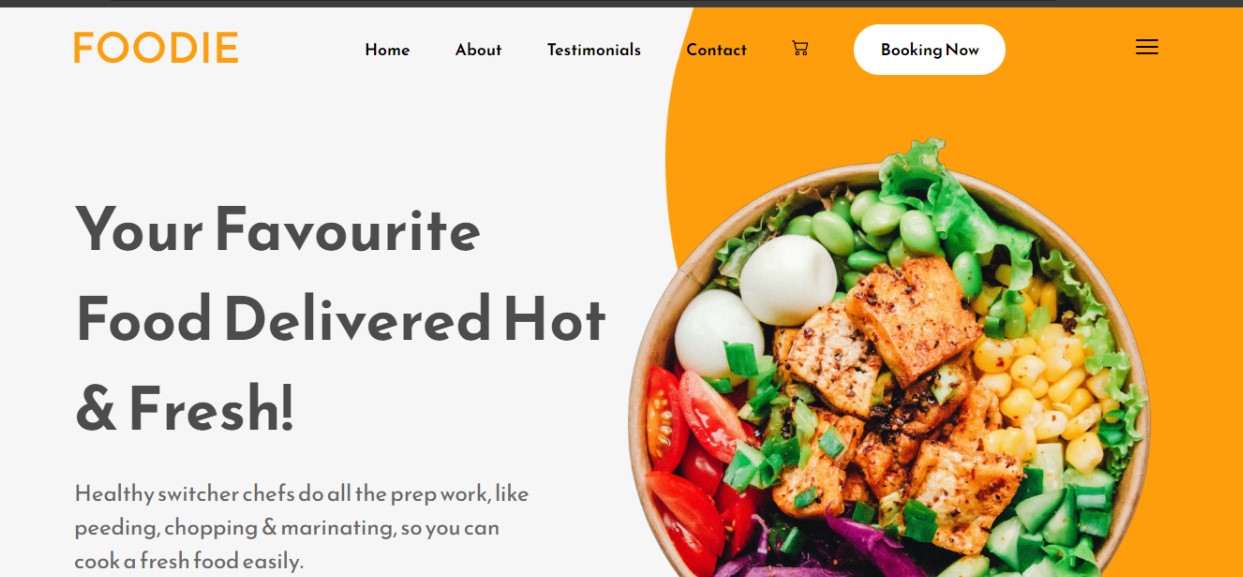 FOODIE
Home About Testimonials Contact Booking Now
Your Favourite
Food Delivered Hot
& Fresh!
Healthy switcher chefs do all the prep work, like
peeding, chopping & marinating, so you can
cook a fresh food easily.